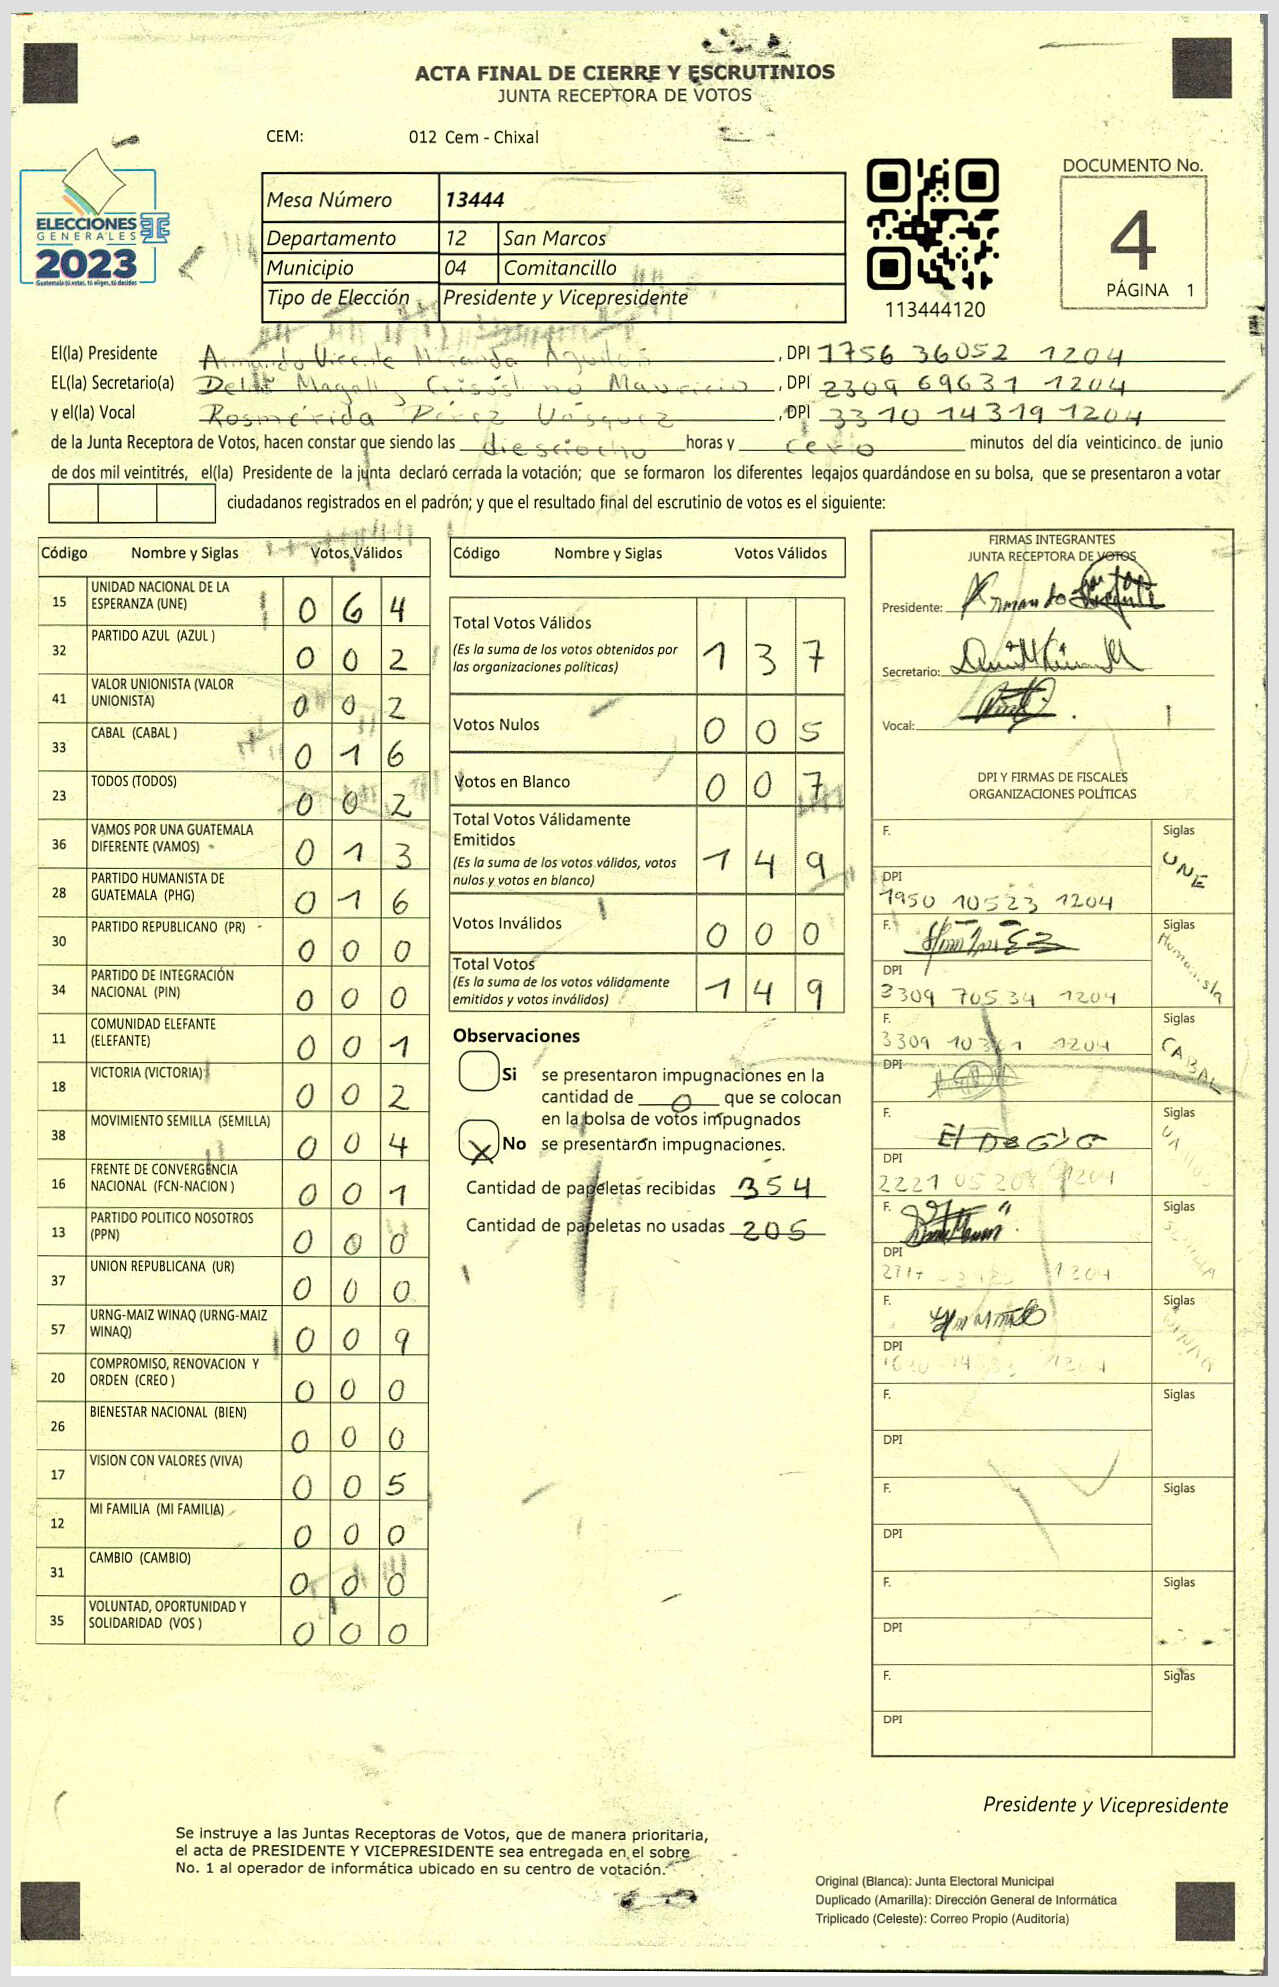 ACTA FINAL DE CIERRE Y ESCRUTINIOS
JUNTA RECEPTORA DE VOTOS
CEM: 012 Cem - Chixal
ELECCIONES
GENERALES
2023
Guatemala tú votas, tú eliges, tú decides
Mesa Número 13444
Departamento 12 San Marcos
Municipio 04 Comitancillo
Tipo de Elección Presidente y Vicepresidente
113444120
DOCUMENTO No.
4
PÁGINA 1
El(la) Presidente Armando Vicente Miranda Aguilon, DPI 1756 36052 1204
EL(la) Secretario(a) Magaly Mauricio, DPI 2309 69631 1204
y el(la) Vocal Rosmérida Pérez Vásquez, DPI 3310 14319 1204
de la Junta Receptora de Votos, hacen constar que siendo las diesciocho horas y cero minutos del día veinticinco de junio
de dos mil veintitrés, el(la) Presidente de la junta declaró cerrada la votación; que se formaron los diferentes legajos guardándose en su bolsa, que se presentaron a votar
ciudadanos registrados en el padrón; y que el resultado final del escrutinio de votos es el siguiente:
Código Nombre y Siglas Votos Válidos
15 UNIDAD NACIONAL DE LA ESPERANZA (UNE) 0 6 4
32 PARTIDO AZUL (AZUL ) 0 0 2
41 VALOR UNIONISTA (VALOR UNIONISTA) 0 0 2
33 CABAL (CABAL ) 0 1 6
23 TODOS (TODOS) 0 0 2
36 VAMOS POR UNA GUATEMALA DIFERENTE (VAMOS) 0 1 3
28 PARTIDO HUMANISTA DE GUATEMALA (PHG) 0 1 6
30 PARTIDO REPUBLICANO (PR) 0 0 0
34 PARTIDO DE INTEGRACIÓN NACIONAL (PIN) 0 0 0
11 COMUNIDAD ELEFANTE (ELEFANTE) 0 0 1
18 VICTORIA (VICTORIA) 0 0 2
38 MOVIMIENTO SEMILLA (SEMILLA) 0 0 4
16 FRENTE DE CONVERGENCIA NACIONAL (FCN-NACION ) 0 0 1
13 PARTIDO POLITICO NOSOTROS (PPN) 0 0 0
37 UNION REPUBLICANA (UR) 0 0 0
57 URNG-MAIZ WINAQ (URNG-MAIZ WINAQ) 0 0 9
20 COMPROMISO, RENOVACION Y ORDEN (CREO ) 0 0 0
26 BIENESTAR NACIONAL (BIEN) 0 0 0
17 VISION CON VALORES (VIVA) 0 0 5
12 MI FAMILIA (MI FAMILIA) 0 0 0
31 CAMBIO (CAMBIO) 0 0 0
35 VOLUNTAD, OPORTUNIDAD Y SOLIDARIDAD (VOS ) 0 0 0
Código Nombre y Siglas Votos Válidos
Total Votos Válidos 1 3 7
(Es la suma de los votos obtenidos por
las organizaciones políticas)
Votos Nulos 0 0 5
Votos en Blanco 0 0 7
Total Votos Válidamente
Emitidos 1 4 9
(Es la suma de los votos válidos, votos
nulos y votos en blanco)
Votos Inválidos 0 0 0
Total Votos 1 4 9
(Es la suma de los votos válidamente
emitidos y votos inválidos)
Observaciones
Si se presentaron impugnaciones en la
cantidad de 0 que se colocan
en la bolsa de votos impugnados
X No se presentaron impugnaciones.
Cantidad de papeletas recibidas 354
Cantidad de papeletas no usadas 205
FIRMAS INTEGRANTES
JUNTA RECEPTORA DE VOTOS
Presidente: Armando
Secretario:
Vocal:
DPI Y FIRMAS DE FISCALES
ORGANIZACIONES POLÍTICAS
F. Siglas UNE
DPI 1950 10523 1204
F. Siglas Humanista
DPI 3309 70534 1204
F. 3309 1204 Siglas CABAL
DPI
F. Siglas
DPI 2221 1204
F. Siglas
DPI 1204
F. Siglas
DPI 1204
F. Siglas
DPI
F. Siglas
DPI
F. Siglas
DPI
F. Siglas
DPI
Presidente y Vicepresidente
Se instruye a las Juntas Receptoras de Votos, que de manera prioritaria,
el acta de PRESIDENTE Y VICEPRESIDENTE sea entregada en el sobre
No. 1 al operador de informática ubicado en su centro de votación.
Original (Blanca): Junta Electoral Municipal
Duplicado (Amarilla): Dirección General de Informática
Triplicado (Celeste): Correo Propio (Auditoría)